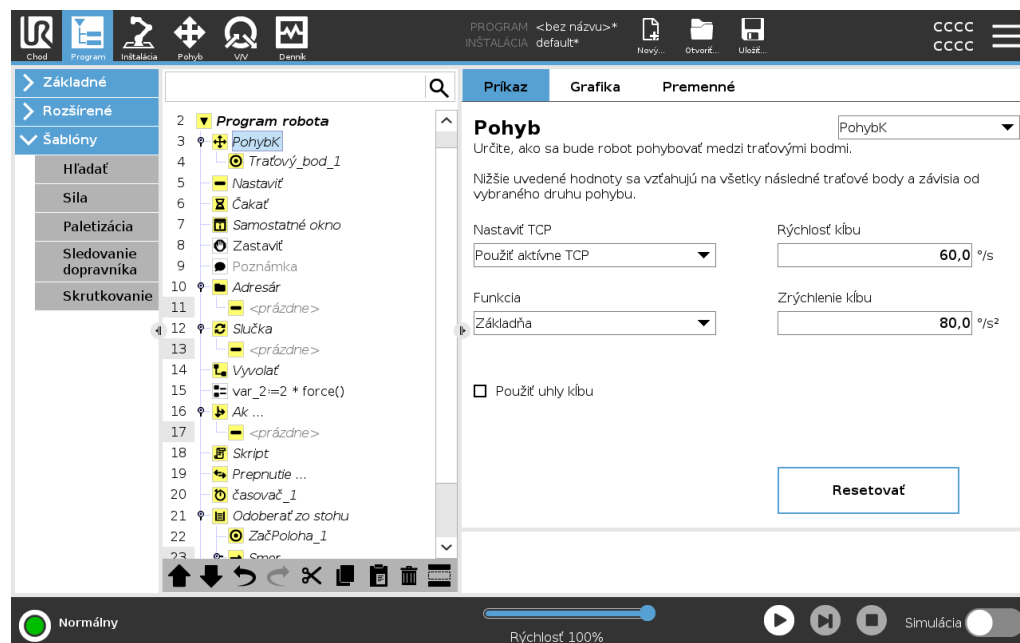 UR
Chod
Program
Inštalácia
Pohyb
V/V
Denník
PROGRAM <bez názvu>*
INŠTALÁCIA default*
Nový...
Otvoriť...
Uložiť...
cccc
cccc
Základné
Rozšírené
Šablóny
Hľadať
Sila
Paletizácia
Sledovanie
dopravníka
Skrutkovanie
2 Program robota
3 PohybK
4 Traťový_bod_1
5 Nastaviť
6 Čakať
7 Samostatné okno
8 Zastaviť
9 Poznámka
10 Adresár
11 <prázdne>
12 Slučka
13 <prázdne>
14 Vyvolať
15 var_2:=2 * force()
16 Ak ...
17 <prázdne>
18 Skript
19 Prepnutie ...
20 časovač_1
21 Odoberať zo stohu
22 ZačPoloha_1
23 Smer
Príkaz
Grafika
Premenné
Pohyb
PohybK
Určite, ako sa bude robot pohybovať medzi traťovými bodmi.
Nižšie uvedené hodnoty sa vzťahujú na všetky následné traťové body a závisia od
vybraného druhu pohybu.
Nastaviť TCP
Použiť aktívne TCP
Rýchlosť kĺbu
60,0 °/s
Funkcia
Základňa
Zrýchlenie kĺbu
80,0 °/s²
Použiť uhly kĺbu
Resetovať
Normálny
Rýchlosť 100%
Simulácia